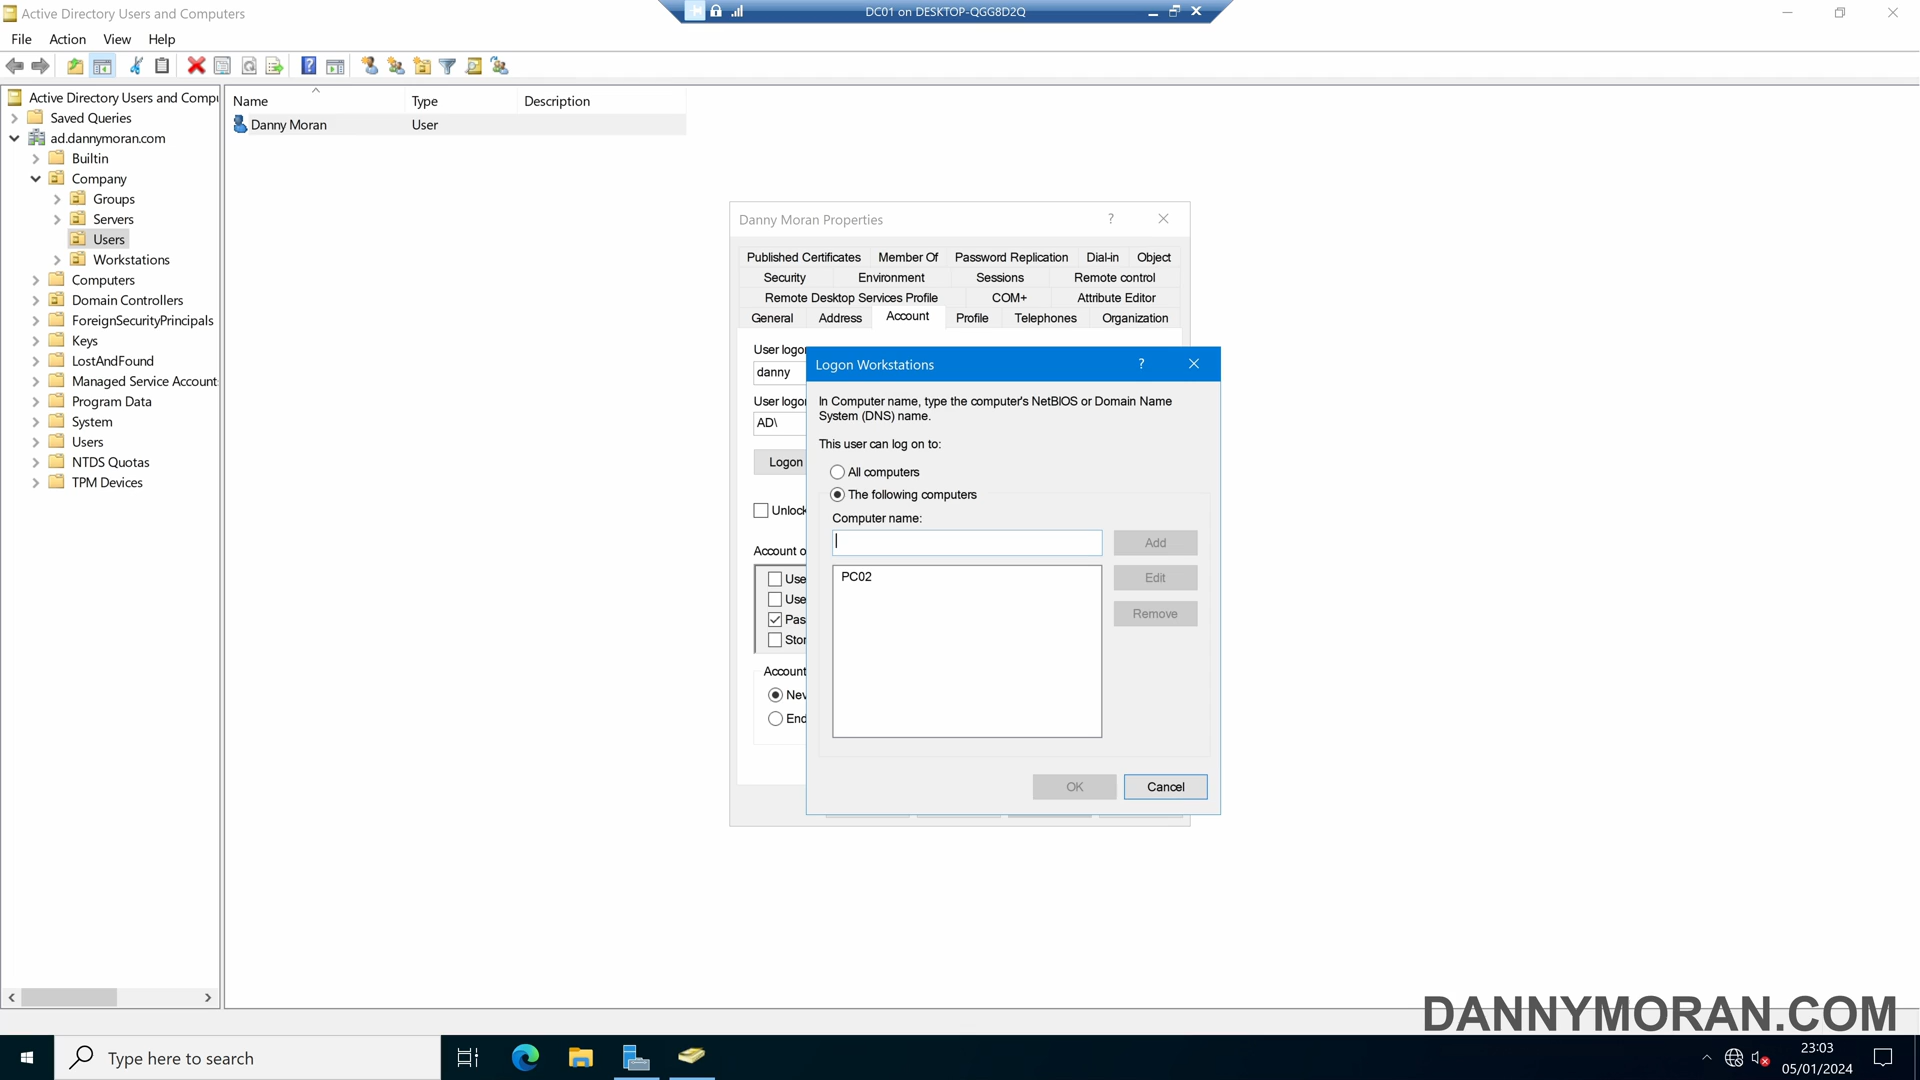 Active Directory Users and Computers
DC01 on DESKTOP-QGG8D2Q
File
Action
View
Help
Active Directory Users and Compu
Saved Queries
ad.dannymoran.com
Builtin
Company
Groups
Servers
Users
Workstations
Computers
Domain Controllers
ForeignSecurityPrincipals
Keys
LostAndFound
Managed Service Account
Program Data
System
Users
NTDS Quotas
TPM Devices
Name
Type
Description
Danny Moran
User
Danny Moran Properties
?
Published Certificates
Member Of
Password Replication
Dial-in
Object
Security
Environment
Sessions
Remote control
Remote Desktop Services Profile
COM+
Attribute Editor
General
Address
Account
Profile
Telephones
Organization
User logon
danny
User logon
AD\
Logon
Unlock
Account o
Use
Use
Pas
Stor
Account
Nev
End
Logon Workstations
?
In Computer name, type the computer's NetBIOS or Domain Name
System (DNS) name.
This user can log on to:
All computers
The following computers
Computer name:
Add
PC02
Edit
Remove
OK
Cancel
DANNYMORAN.COM
Type here to search
23:03
05/01/2024